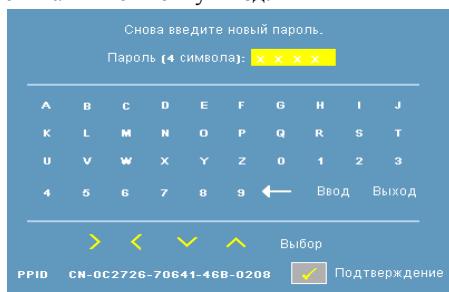 Снова введите новый пароль.
Пароль (4 символа): X X X X
A B C D E F G H I J
K L M N O P Q R S T
U V W X Y Z 0 1 2 3
4 5 6 7 8 9 Ввод Выход
Выбор
PPID CN-0C2726-70641-46B-0208 Подтверждение